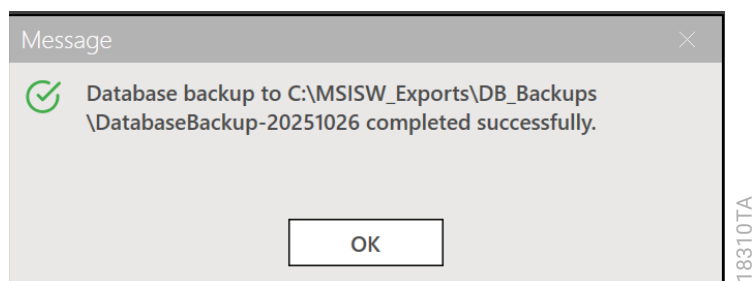 Message
Database backup to C:\MSISW_Exports\DB_Backups
\DatabaseBackup-20251026 completed successfully.
OK
18310TA